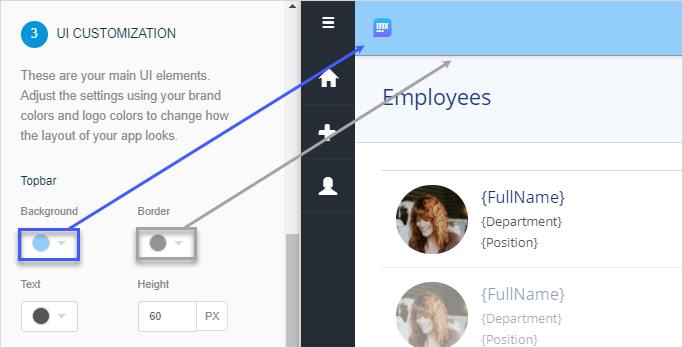 3 UI CUSTOMIZATION
These are your main UI elements.
Adjust the settings using your brand
colors and logo colors to change how
the layout of your app looks.
Topbar
Background Border
Text Height
60 PX
mx
Employees
{FullName}
{Department}
{Position}
{FullName}
{Department}
{Position}